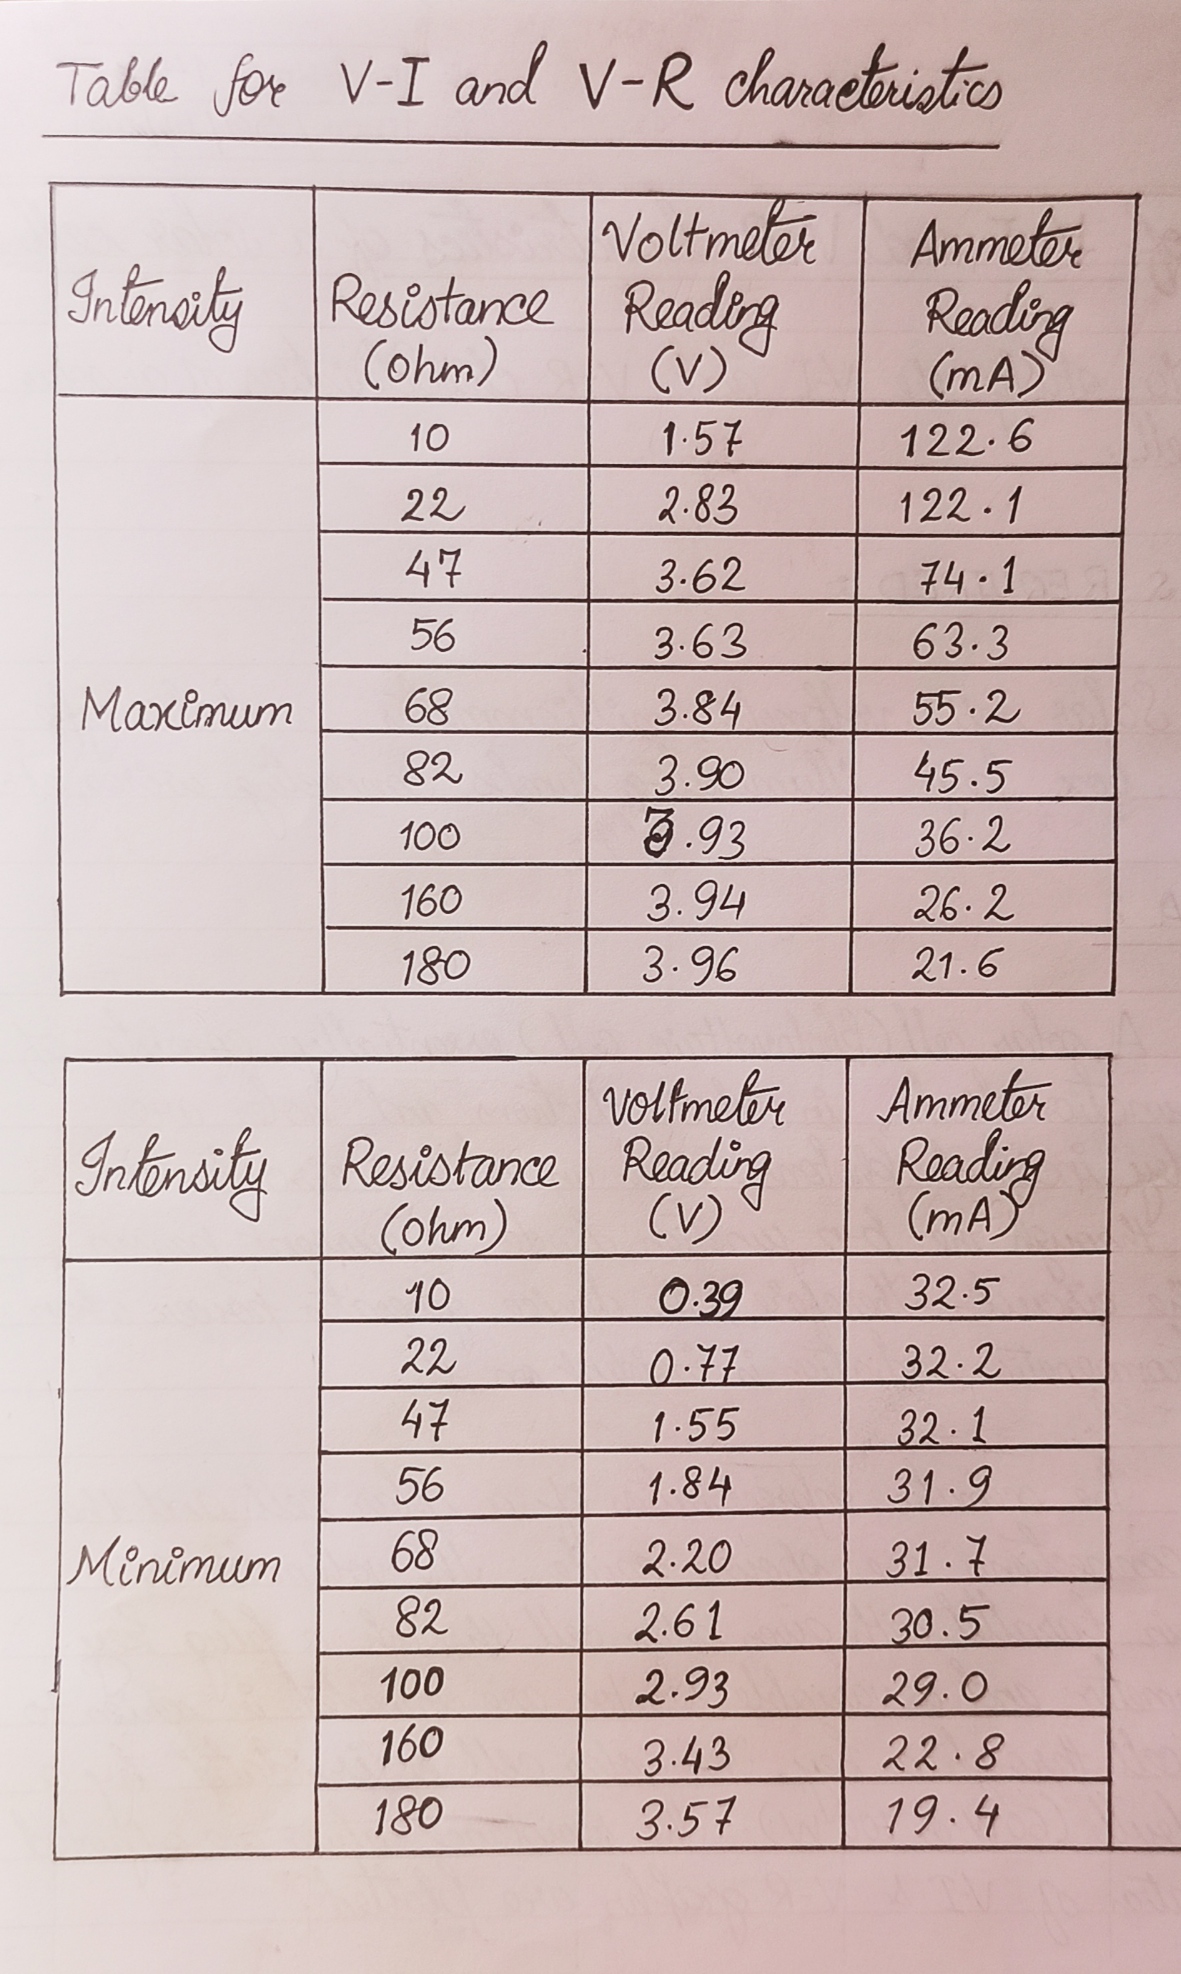 Table for V-I and V-R characteristics
Intensity Resistance (ohm) Voltmeter Reading (V) Ammeter Reading (mA)
Maximum
10 1.57 122.6
22 2.83 122.1
47 3.62 74.1
56 3.63 63.3
68 3.84 55.2
82 3.90 45.5
100 3.93 36.2
160 3.94 26.2
180 3.96 21.6
Intensity Resistance (ohm) Voltmeter Reading (V) Ammeter Reading (mA)
Minimum
10 0.39 32.5
22 0.77 32.2
47 1.55 32.1
56 1.84 31.9
68 2.20 31.7
82 2.61 30.5
100 2.93 29.0
160 3.43 22.8
180 3.57 19.4